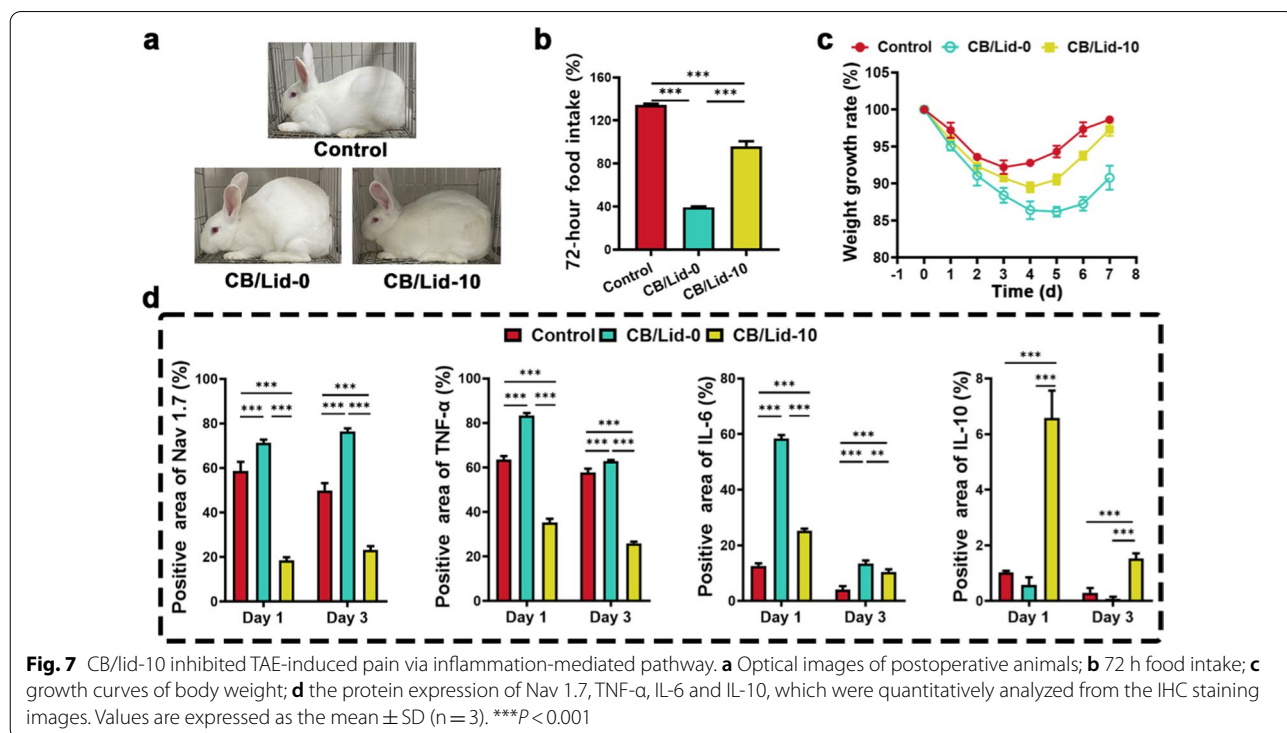 a
Control
CB/Lid-0
CB/Lid-10
b
72-hour food intake (%)
160
120
80
40
0
***
***
***
Control
CB/Lid-0
CB/Lid-10
c
Control
CB/Lid-0
CB/Lid-10
Weight growth rate (%)
105
100
95
90
85
80
-1 0 1 2 3 4 5 6 7 8
Time (d)
d
Control CB/Lid-0 CB/Lid-10
Positive area of Nav 1.7 (%)
100
80
60
40
20
0
***
*** ***
***
*** ***
Day 1 Day 3
Positive area of TNF-α (%)
100
80
60
40
20
0
***
*** ***
***
*** ***
Day 1 Day 3
Positive area of IL-6 (%)
80
60
40
20
0
***
*** ***
***
*** **
Day 1 Day 3
Positive area of IL-10 (%)
8
6
4
2
0
***
***
***
***
Day 1 Day 3
Fig. 7 CB/lid-10 inhibited TAE-induced pain via inflammation-mediated pathway. a Optical images of postoperative animals; b 72 h food intake; c
growth curves of body weight; d the protein expression of Nav 1.7, TNF-α, IL-6 and IL-10, which were quantitatively analyzed from the IHC staining
images. Values are expressed as the mean ± SD (n = 3). ***P < 0.001